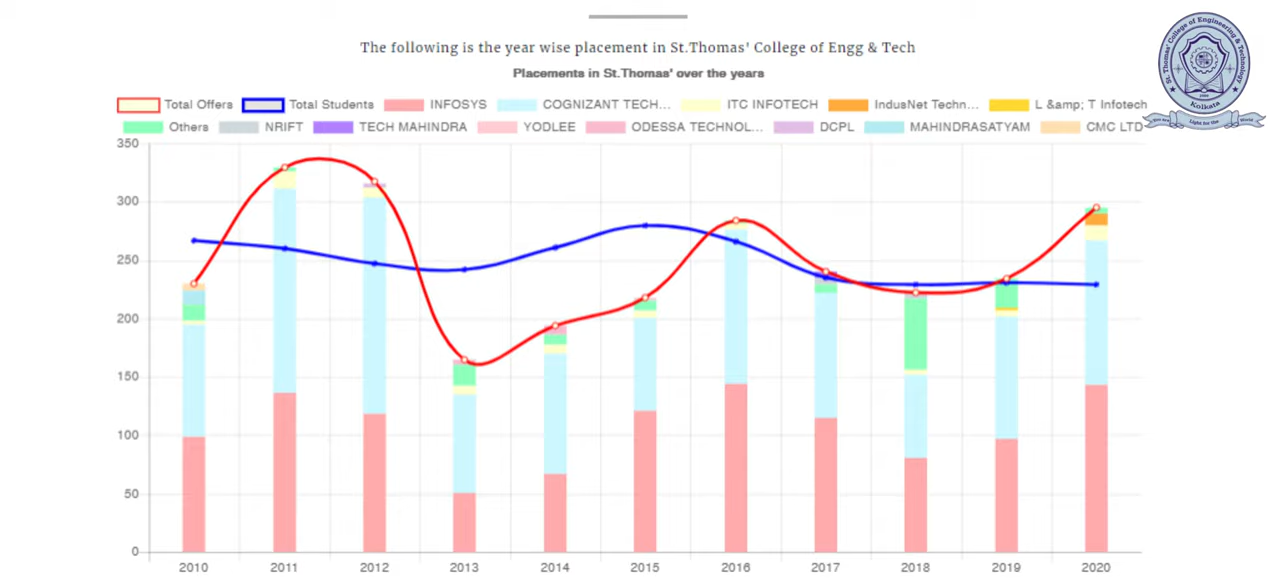 The following is the year wise placement in St.Thomas' College of Engg & Tech
Placements in St.Thomas' over the years
Total Offers Total Students INFOSYS COGNIZANT TECH... ITC INFOTECH IndusNet Techn... L &amp; T Infotech
Others NRIFT TECH MAHINDRA YODLEE ODESSA TECHNOL... DCPL MAHINDRASATYAM CMC LTD
350
300
250
200
150
100
50
0
2010 2011 2012 2013 2014 2015 2016 2017 2018 2019 2020
St. Thomas' College of Engineering & Technology
Kolkata
Light for the World